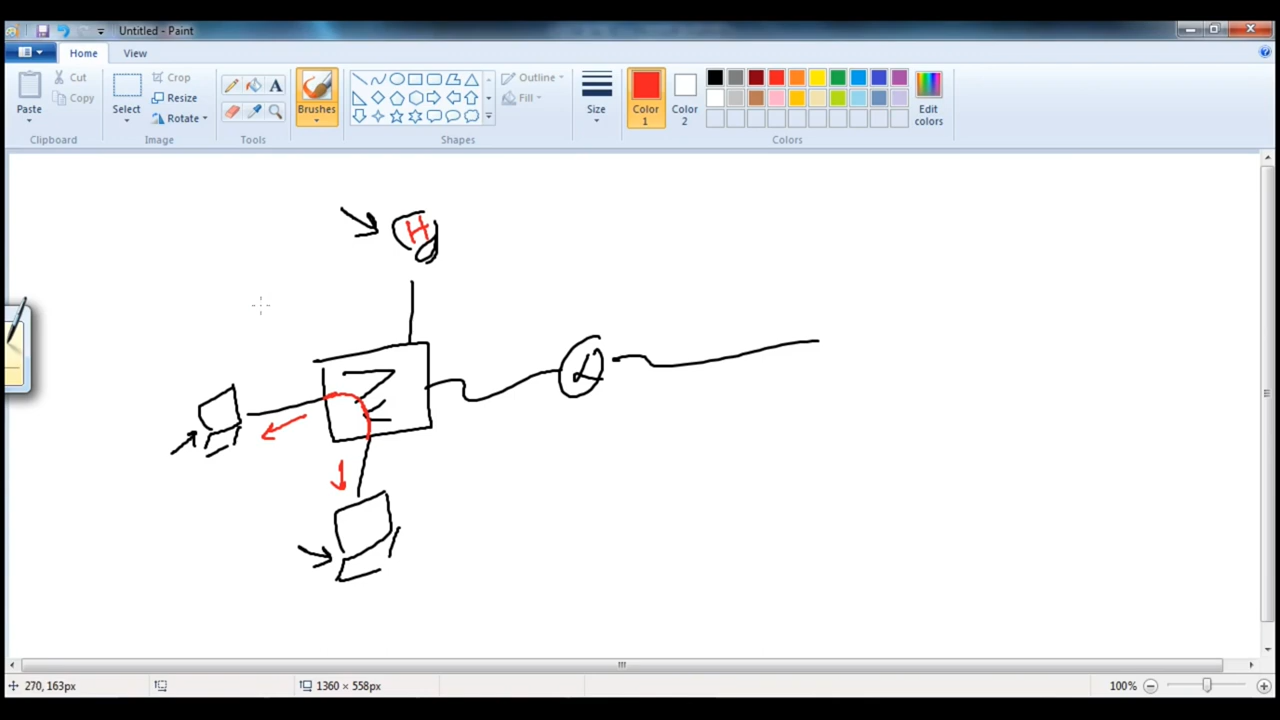 Untitled - Paint
Home View
Paste
Cut
Copy
Clipboard
Select
Crop
Resize
Rotate
Image
A
Tools
Brushes
Shapes
Outline
Fill
Size
Color 1
Color 2
Edit colors
Colors
H
270, 163px
1360 × 558px
100%